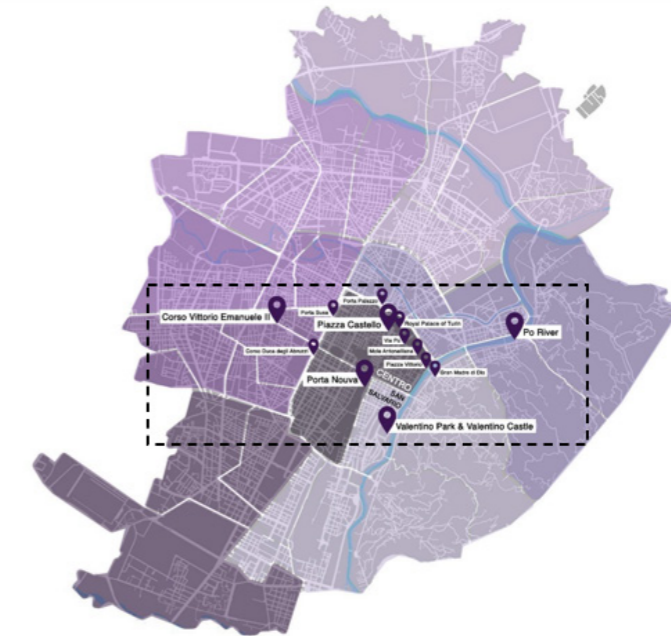 Porta Palazzo
Porta Susa
Corso Vittorio Emanuele II
Piazza Castello
Royal Palace of Turin
Po River
Via Po
Corso Duca degli Abruzzi
Mole Antonelliana
Piazza Vittorio
Gran Madre di Dio
Porta Nouva
CENTRO
SAN
SALVARIO
Valentino Park & Valentino Castle